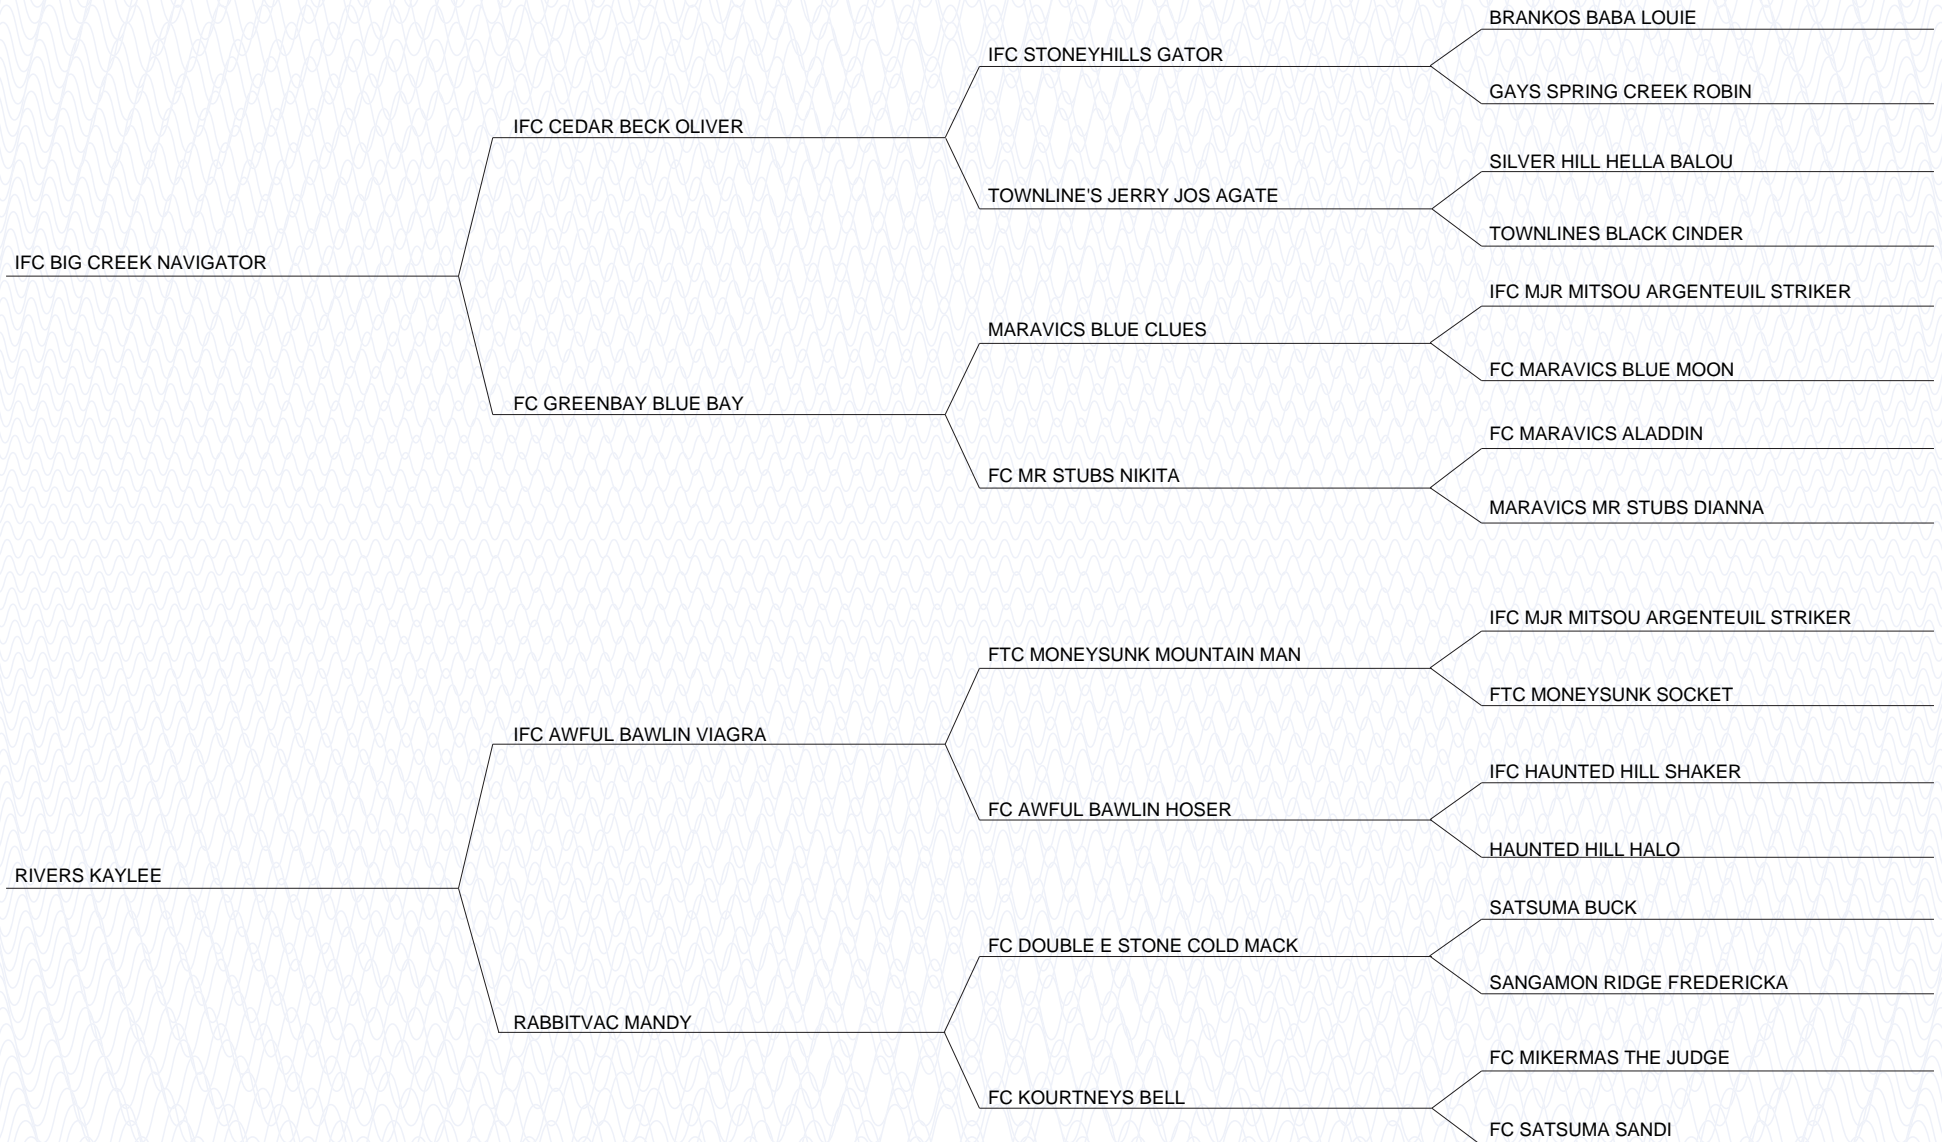 BRANKOS BABA LOUIE
IFC STONEYHILLS GATOR
GAYS SPRING CREEK ROBIN
IFC CEDAR BECK OLIVER
SILVER HILL HELLA BALOU
TOWNLINE'S JERRY JOS AGATE
TOWNLINES BLACK CINDER
IFC BIG CREEK NAVIGATOR
IFC MJR MITSOU ARGENTEUIL STRIKER
MARAVICS BLUE CLUES
FC MARAVICS BLUE MOON
FC GREENBAY BLUE BAY
FC MARAVICS ALADDIN
FC MR STUBS NIKITA
MARAVICS MR STUBS DIANNA
IFC MJR MITSOU ARGENTEUIL STRIKER
FTC MONEYSUNK MOUNTAIN MAN
FTC MONEYSUNK SOCKET
IFC AWFUL BAWLIN VIAGRA
IFC HAUNTED HILL SHAKER
FC AWFUL BAWLIN HOSER
HAUNTED HILL HALO
RIVERS KAYLEE
SATSUMA BUCK
FC DOUBLE E STONE COLD MACK
SANGAMON RIDGE FREDERICKA
RABBITVAC MANDY
FC MIKERMAS THE JUDGE
FC KOURTNEYS BELL
FC SATSUMA SANDI